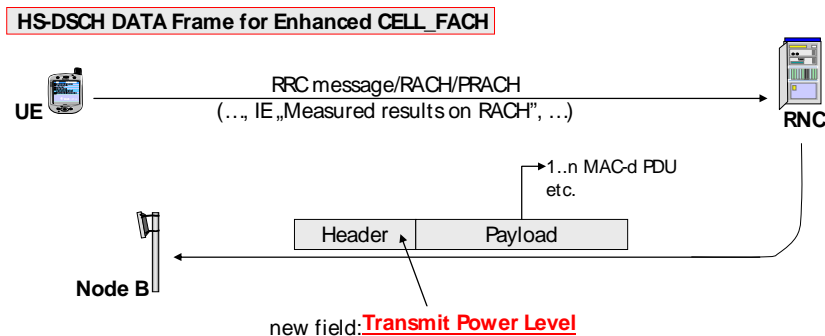 HS-DSCH DATA Frame for Enhanced CELL_FACH
RRC message/RACH/PRACH
UE
(…, IE „Measured results on RACH”, …)
RNC
1..n MAC-d PDU
etc.
Header
Payload
Node B
new field: Transmit Power Level